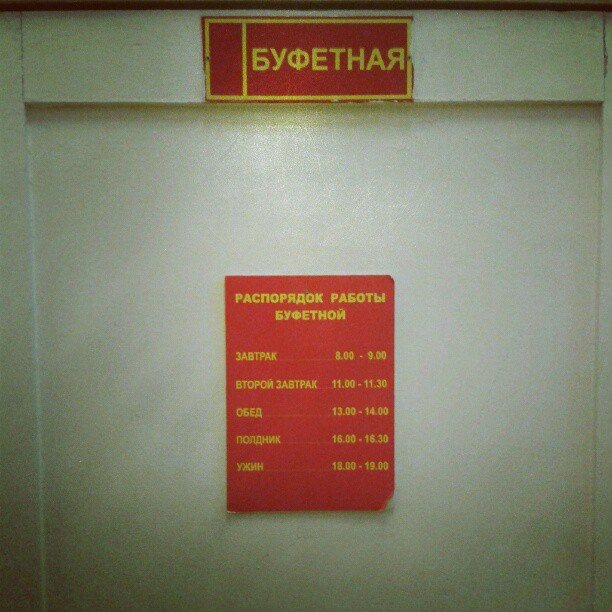 БУФЕТНАЯ
РАСПОРЯДОК РАБОТЫ
БУФЕТНОЙ
ЗАВТРАК 8.00 - 9.00
ВТОРОЙ ЗАВТРАК 11.00 - 11.30
ОБЕД 13.00 - 14.00
ПОЛДНИК 16.00 - 16.30
УЖИН 18.00 - 19.00